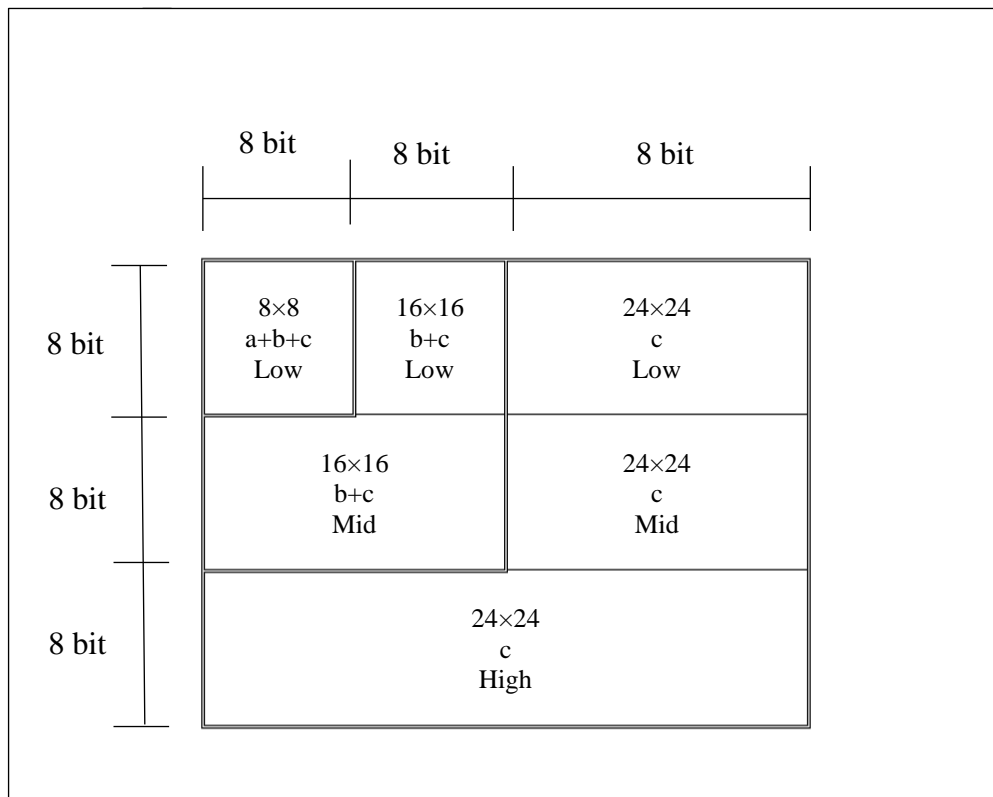 8 bit
8 bit
8 bit
8 bit
8×8
a+b+c
Low
16×16
b+c
Low
24×24
c
Low
8 bit
16×16
b+c
Mid
24×24
c
Mid
8 bit
24×24
c
High